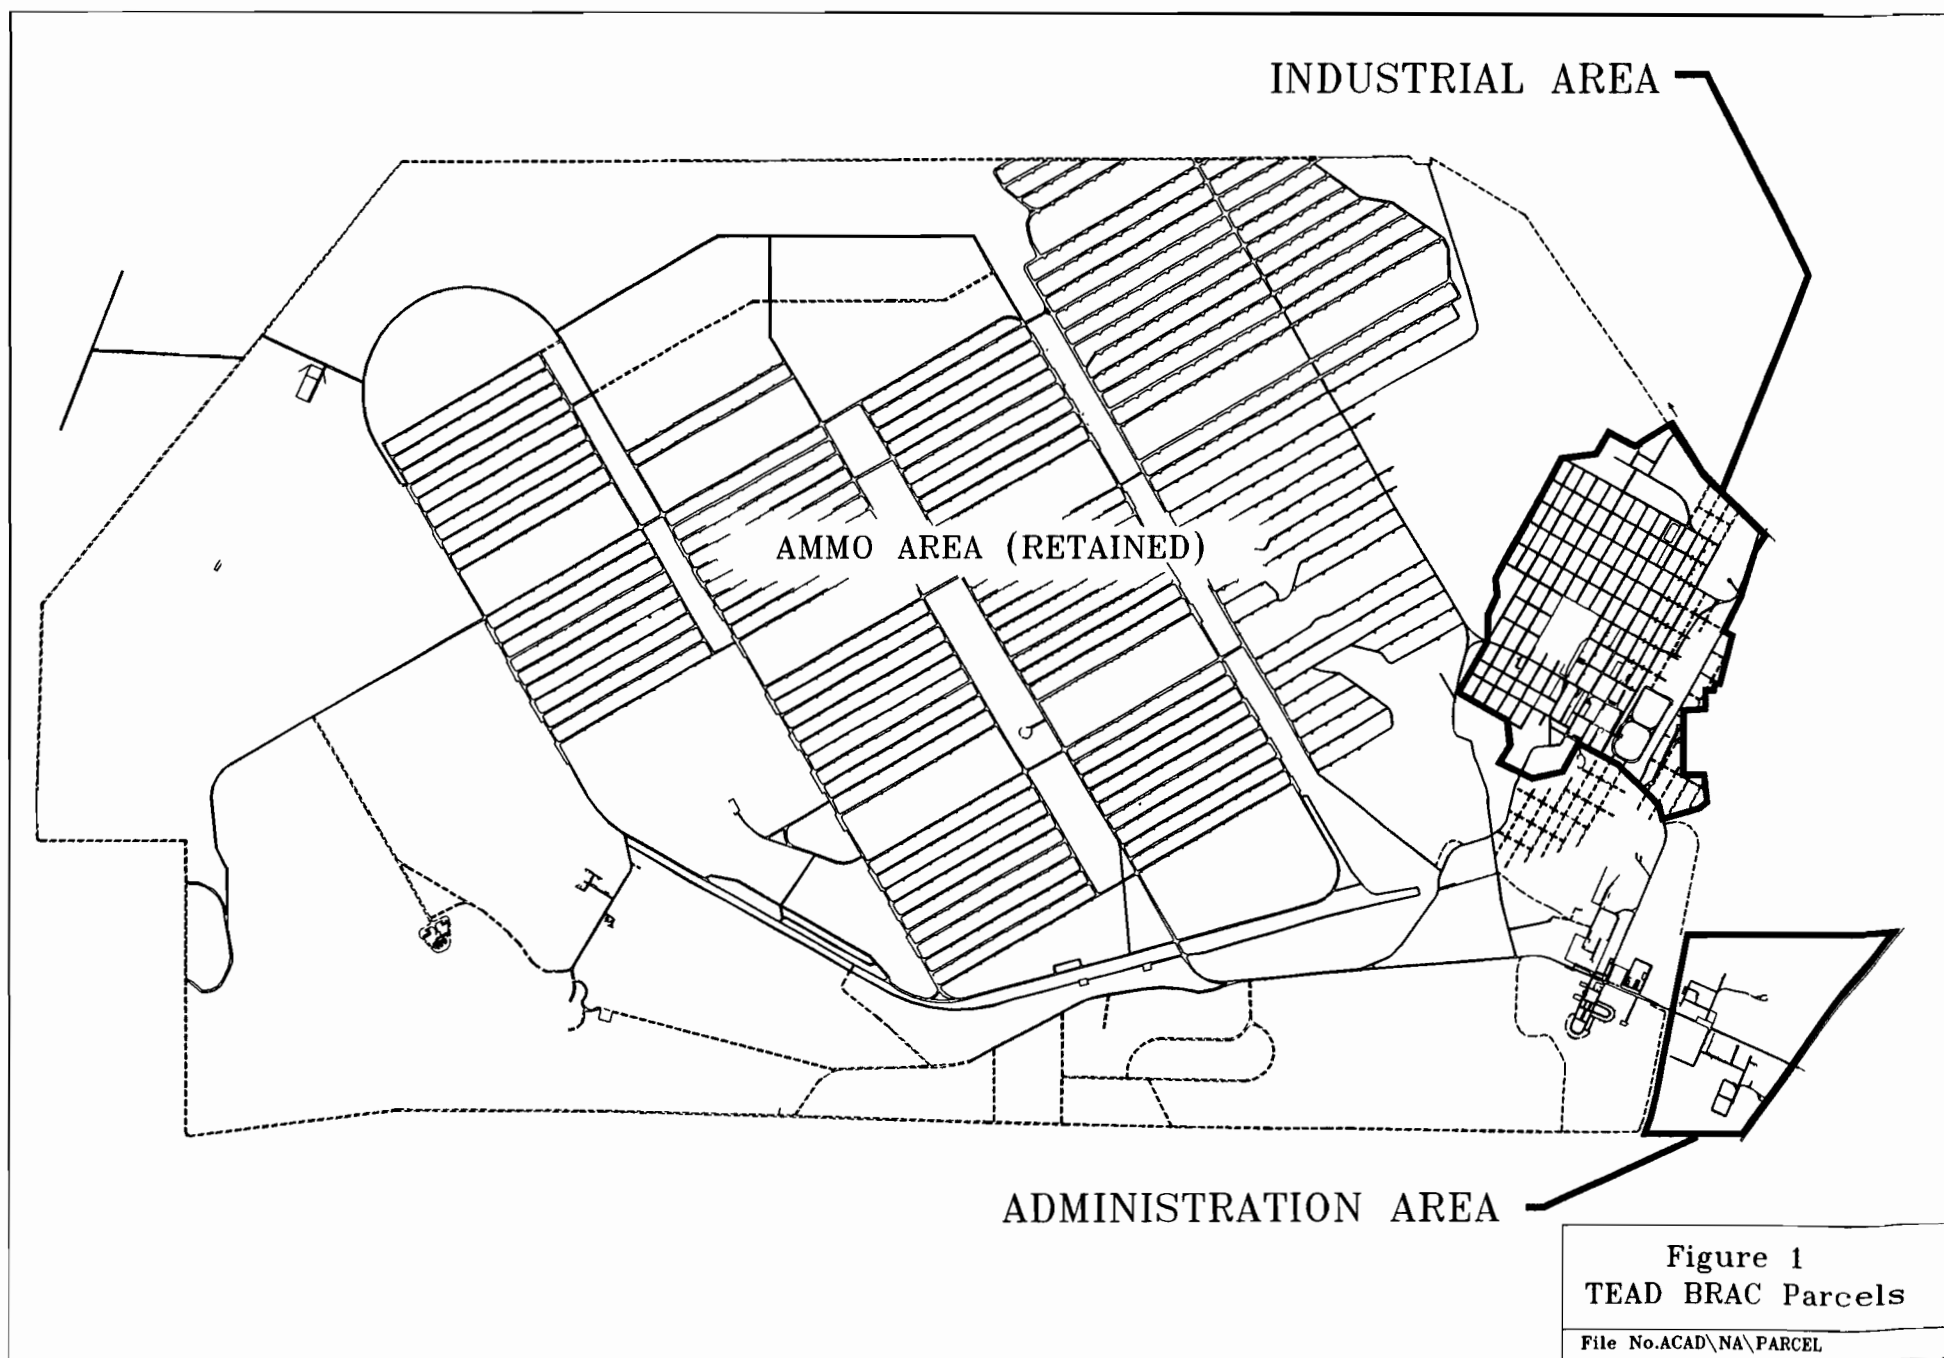 INDUSTRIAL AREA
AMMO AREA (RETAINED)
ADMINISTRATION AREA
Figure 1
TEAD BRAC Parcels
File No.ACAD\NA\PARCEL